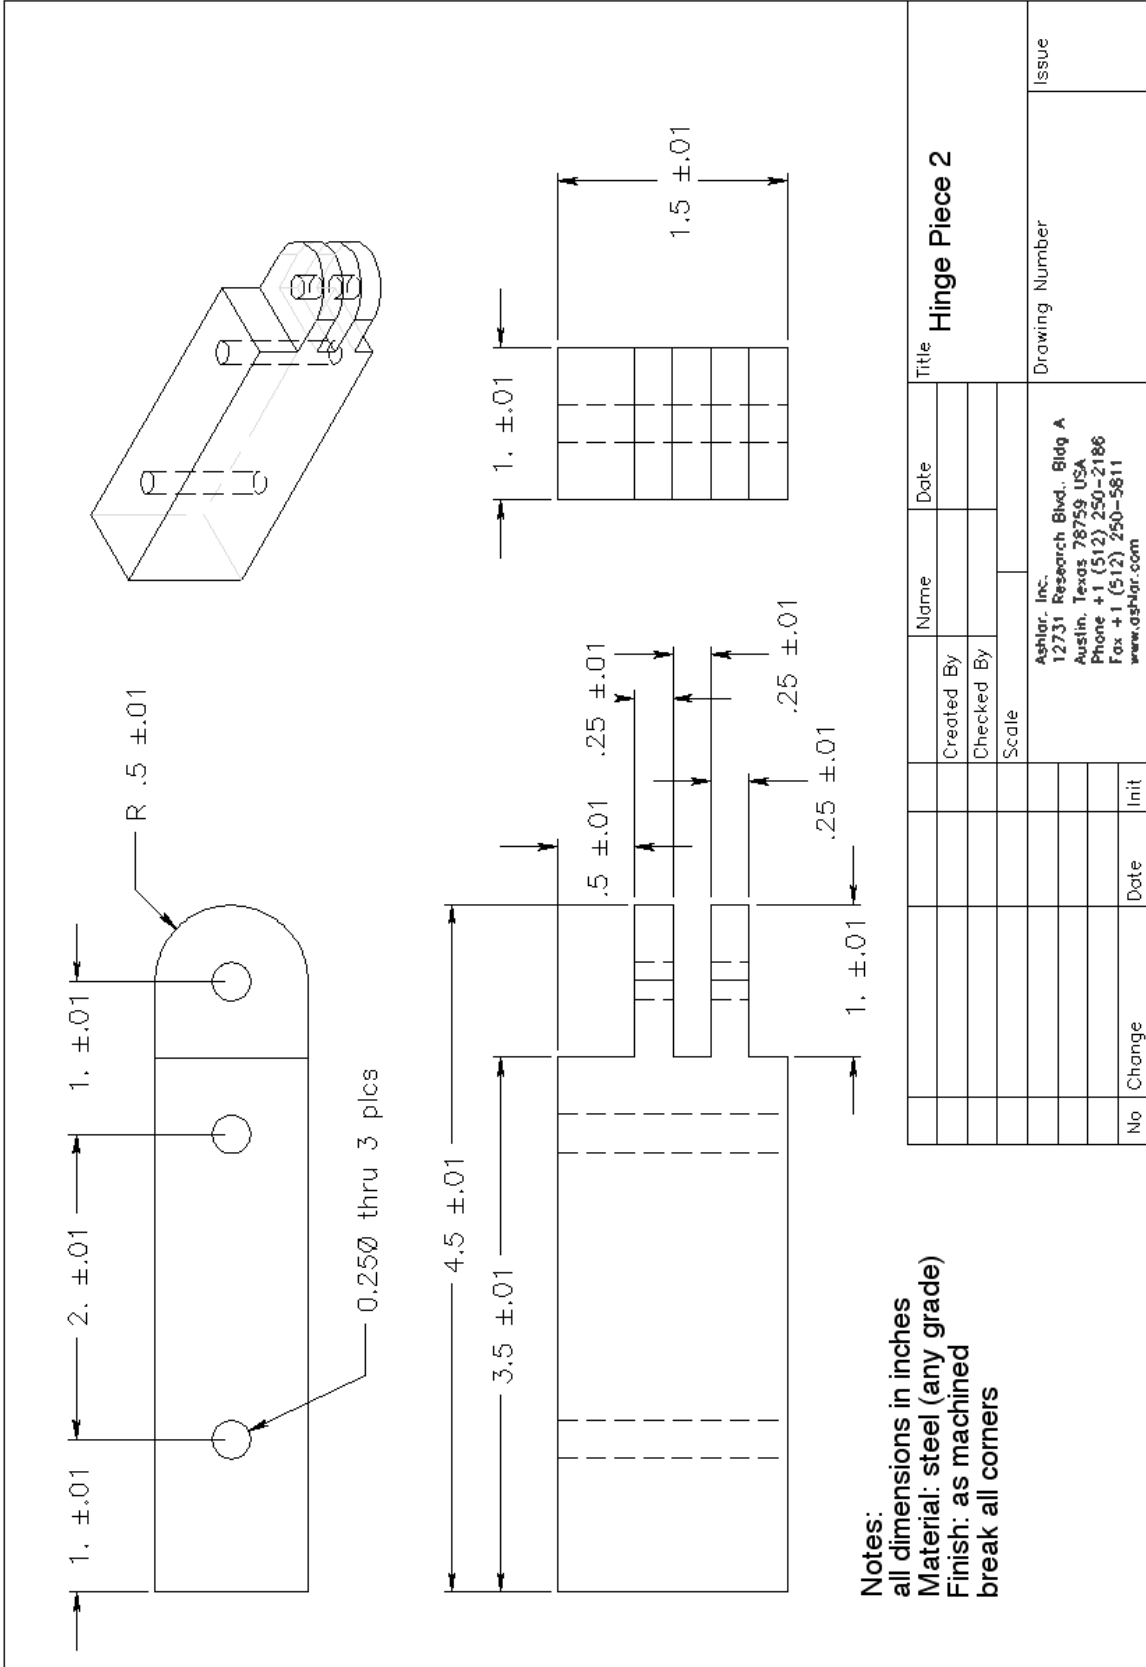 1. ±.01
2. ±.01
1. ±.01
R .5 ±.01
0.250 thru 3 plcs
4.5 ±.01
3.5 ±.01
.5 ±.01
.25 ±.01
.25 ±.01
.25 ±.01
1. ±.01
1. ±.01
1.5 ±.01
Notes:
all dimensions in inches
Material: steel (any grade)
Finish: as machined
break all corners
No Change Date Init
Name Date
Created By
Checked By
Scale
Title
Hinge Piece 2
Ashlar, Inc.
12731 Research Blvd., Bldg A
Austin, Texas 78759 USA
Phone +1 (512) 250-2186
Fax +1 (512) 250-5811
www.ashlar.com
Drawing Number
Issue